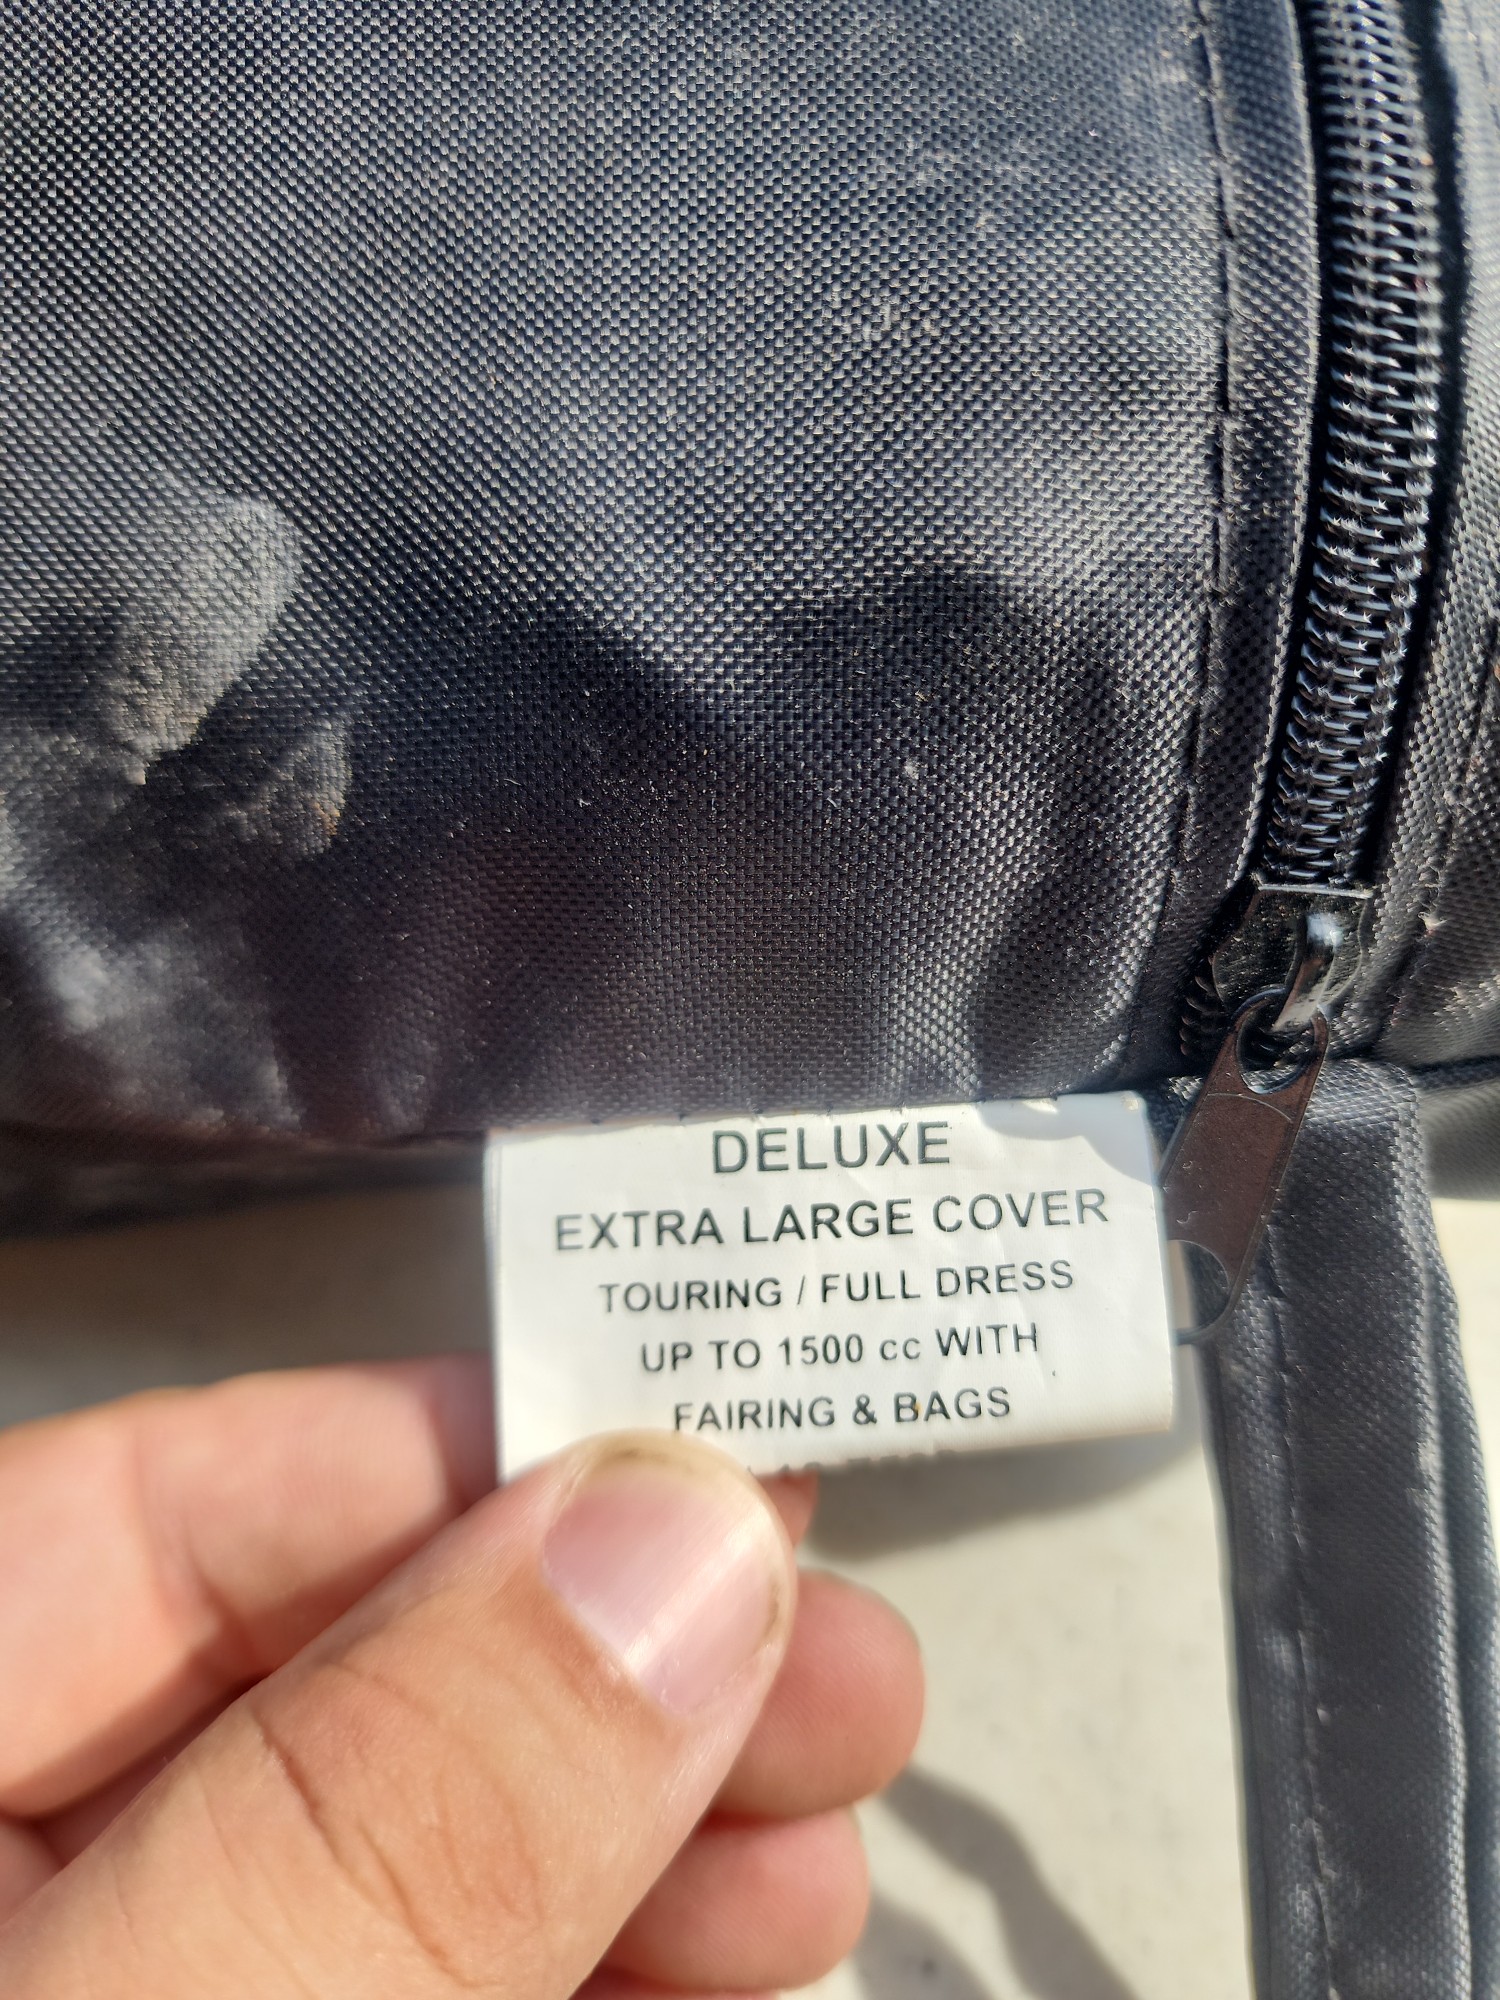 DELUXE
EXTRA LARGE COVER
TOURING / FULL DRESS
UP TO 1500 cc WITH
FAIRING & BAGS